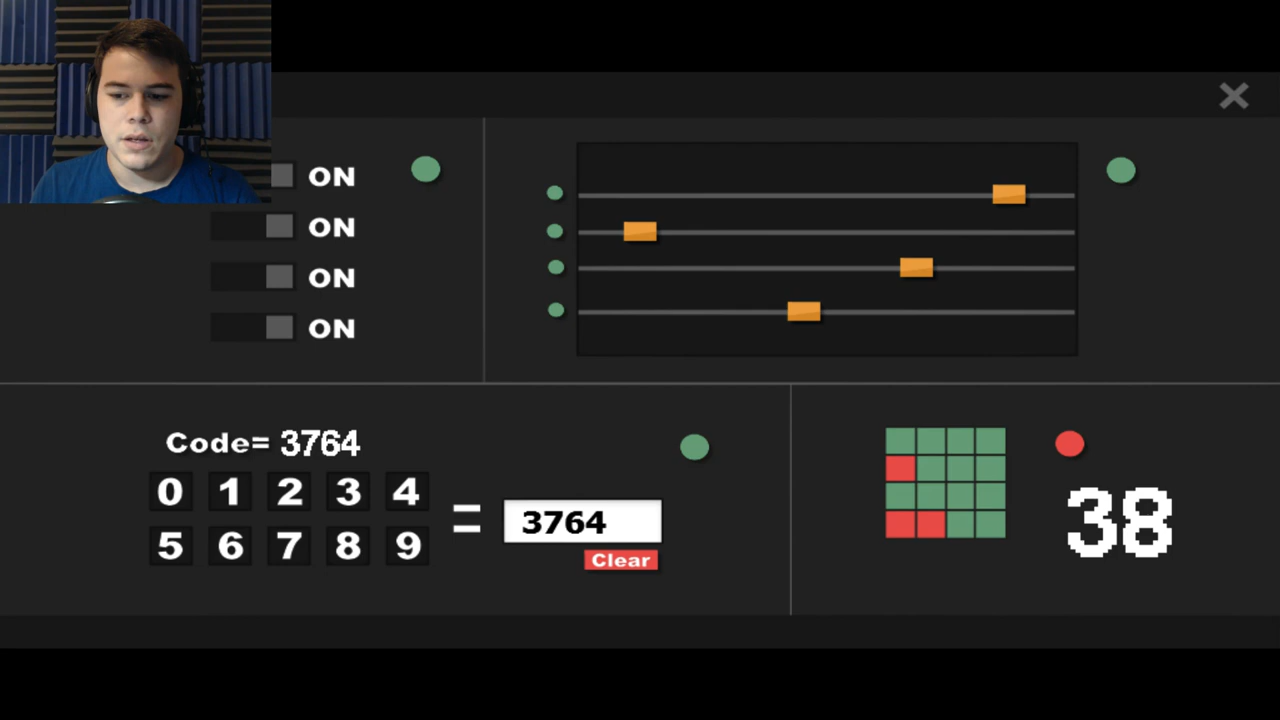 ON
ON
ON
ON
Code= 3764
0 1 2 3 4
5 6 7 8 9
= 3764
Clear
38